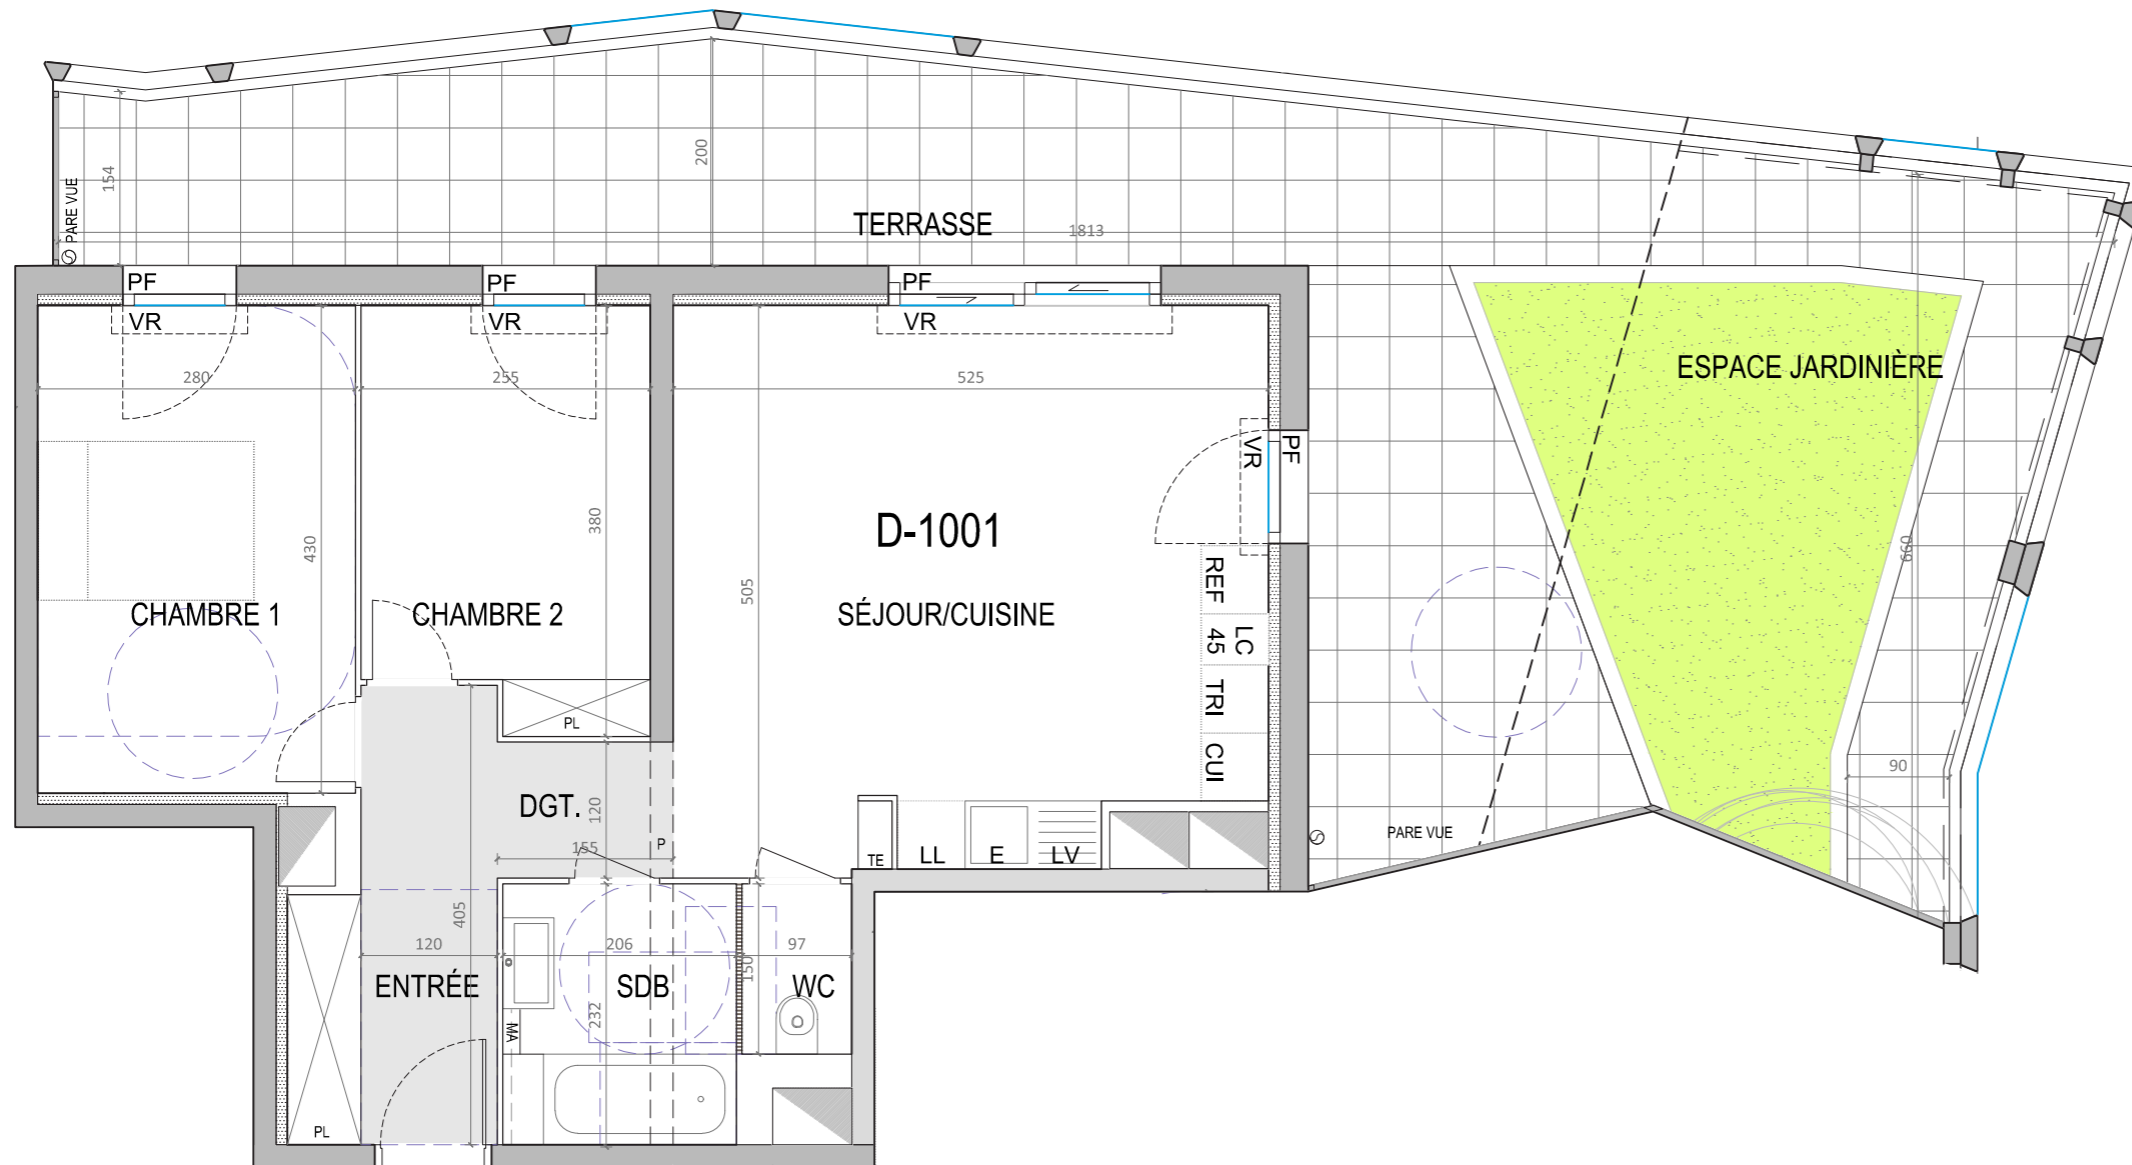 200
154
PARE VUE
TERRASSE
1813
PF
PF
PF
VR
VR
VR
280
255
525
ESPACE JARDINIÈRE
VR
PF
430
380
505
D-1001
660
REF
CHAMBRE 1
CHAMBRE 2
SÉJOUR/CUISINE
LC
45
TRI
PL
CUI
90
DGT.
120
155
P
TE
LL
E
LV
PARE VUE
405
120
206
150
97
ENTRÉE
SDB
WC
232
MA
PL